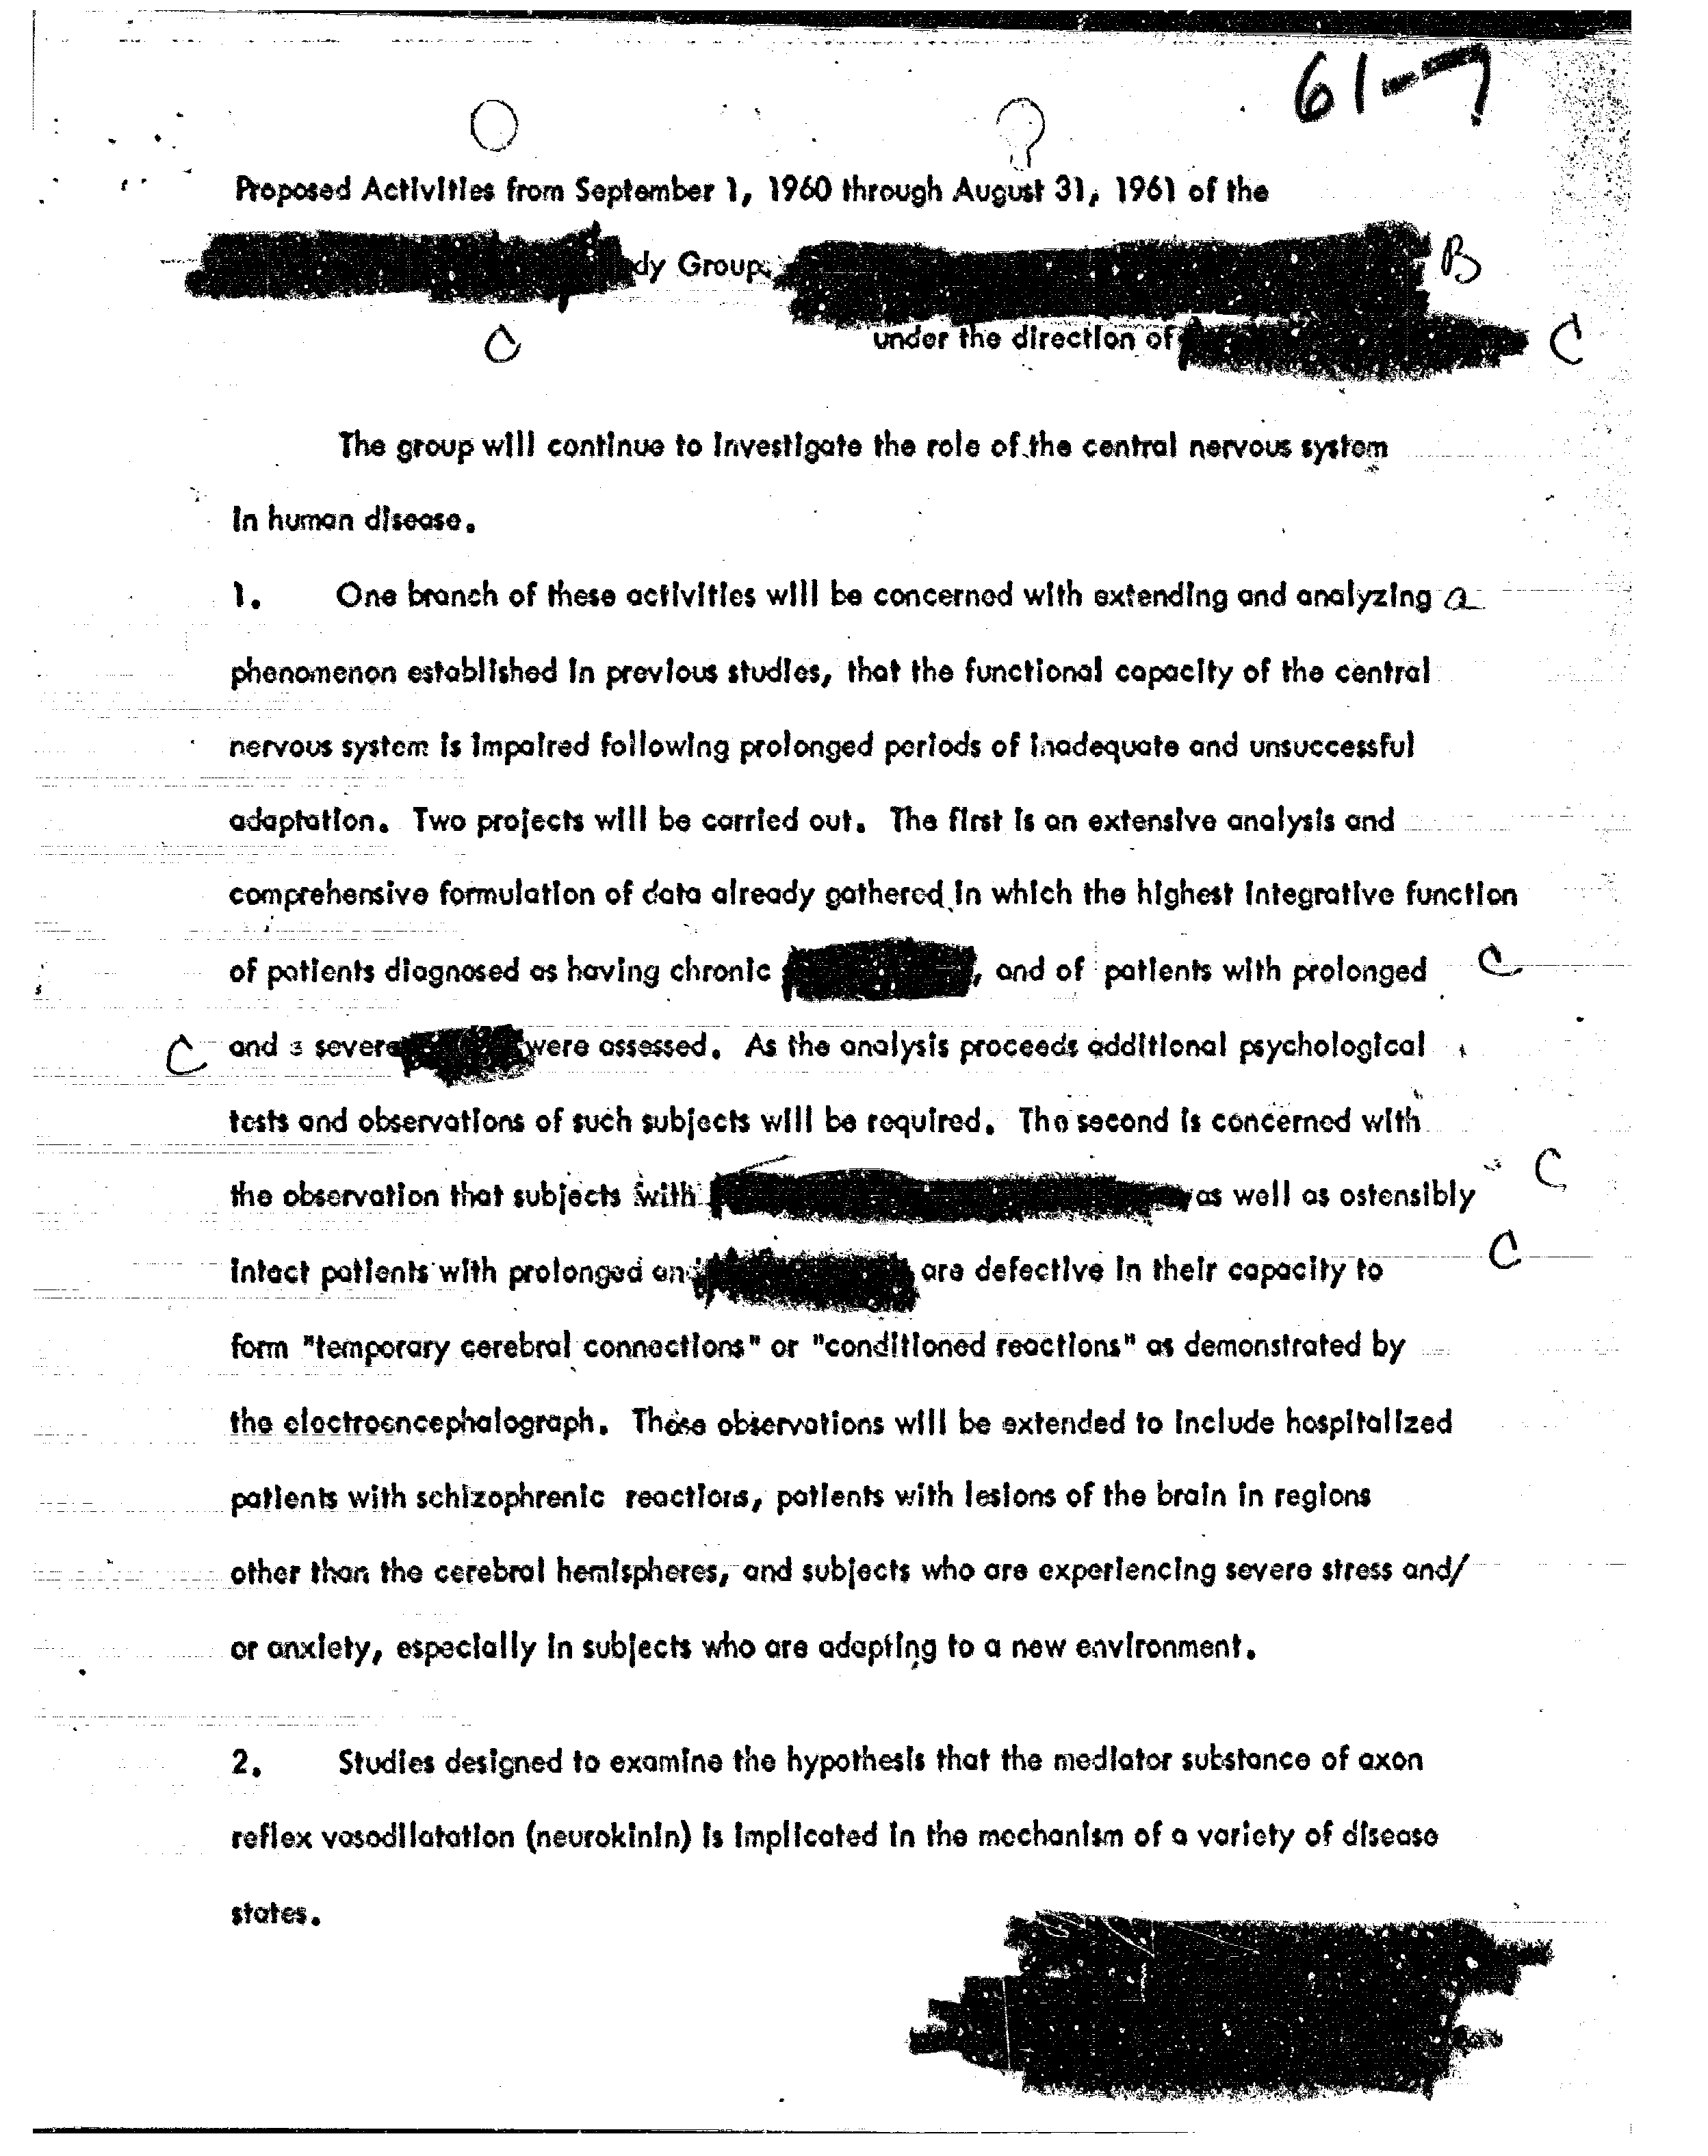 61-7
Proposed Activities from September 1, 1960 through August 31, 1961 of the
dy Group, B
C under the direction of C
The group will continue to investigate the role of the central nervous system
in human disease.
1. One branch of these activities will be concerned with extending and analyzing a
phenomenon established in previous studies, that the functional capacity of the central
nervous system is impaired following prolonged periods of inadequate and unsuccessful
adaptation. Two projects will be carried out. The first is an extensive analysis and
comprehensive formulation of data already gathered in which the highest integrative function
of patients diagnosed as having chronic , and of patients with prolonged C
C and severe were assessed. As the analysis proceeds additional psychological
tests and observations of such subjects will be required. The second is concerned with
the observation that subjects with as well as ostensibly C
intact patients with prolonged and are defective in their capacity to C
form "temporary cerebral connections" or "conditioned reactions" as demonstrated by
the electroencephalograph. These observations will be extended to include hospitalized
patients with schizophrenic reactions, patients with lesions of the brain in regions
other than the cerebral hemispheres, and subjects who are experiencing severe stress and/
or anxiety, especially in subjects who are adapting to a new environment.
2. Studies designed to examine the hypothesis that the mediator substance of axon
reflex vasodilatation (neurokinin) is implicated in the mechanism of a variety of disease
states.